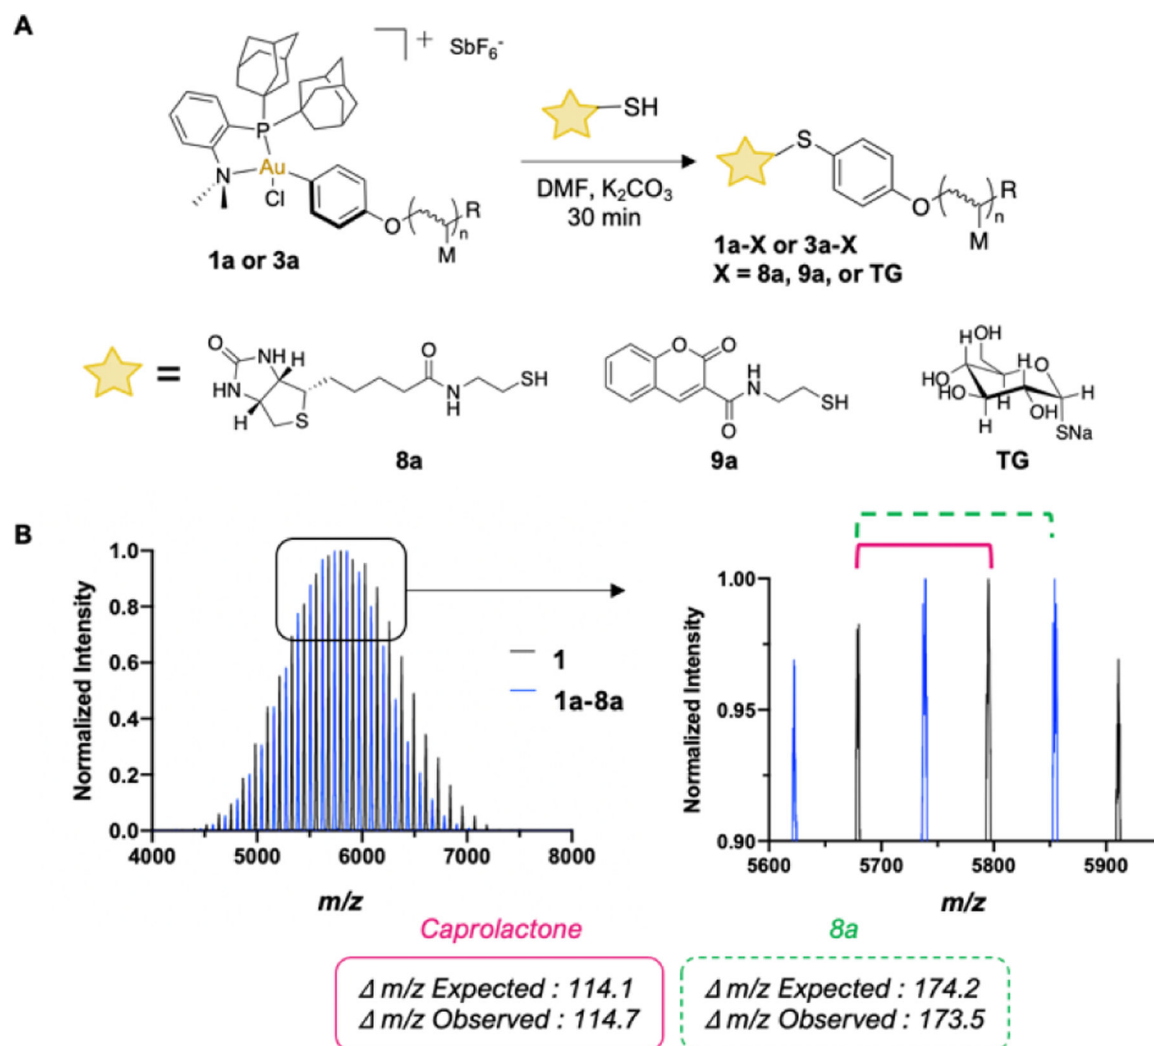 A
+ SbF6-
P
N
Au
Cl
O
n
R
M
1a or 3a
SH
DMF, K2CO3
30 min
S
O
n
R
M
1a-X or 3a-X
X = 8a, 9a, or TG
=
O
NH
H
HN
H
S
O
N
H
SH
8a
O
O
H
N
O
SH
9a
H
OH
HO
HO
H
H
H
O
OH
H
H
SNa
TG
B
Normalized Intensity
1.0
0.8
0.6
0.4
0.2
0.0
4000 5000 6000 7000 8000
m/z
1
1a-8a
Normalized Intensity
1.00
0.95
0.90
5600 5700 5800 5900
m/z
Caprolactone
Δ m/z Expected : 114.1
Δ m/z Observed : 114.7
8a
Δ m/z Expected : 174.2
Δ m/z Observed : 173.5